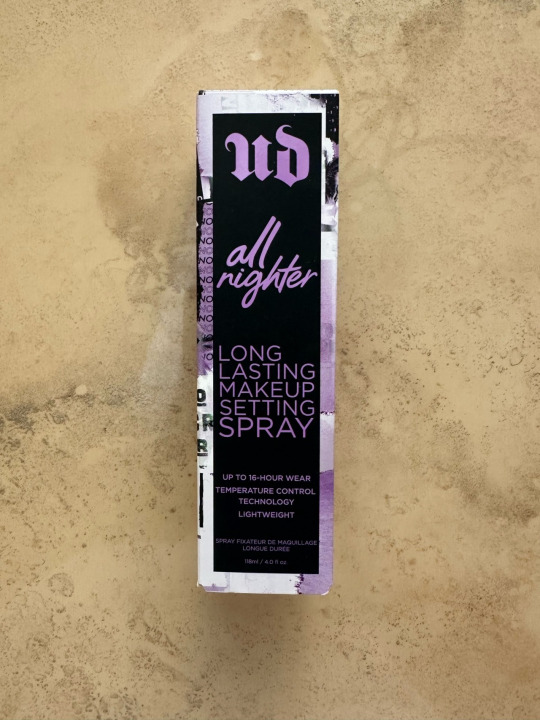 ud
all
nighter
LONG
LASTING
MAKEUP
SETTING
SPRAY
UP TO 16-HOUR WEAR
TEMPERATURE CONTROL
TECHNOLOGY
LIGHTWEIGHT
SPRAY FIXATEUR DE MAQUILLAGE
LONGUE DURÉE
118ml / 4.0 fl oz.